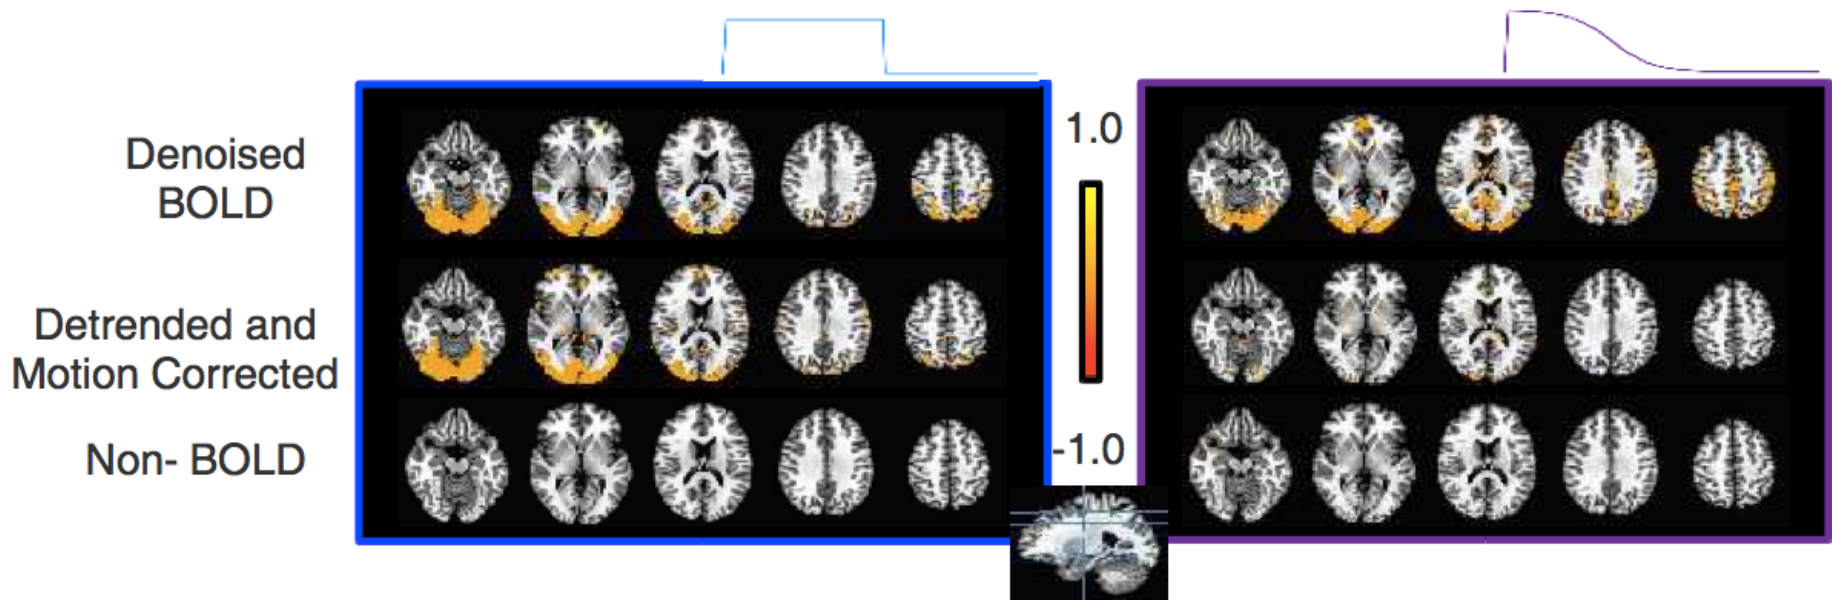 Denoised
BOLD
Detrended and
Motion Corrected
Non- BOLD
1.0
-1.0